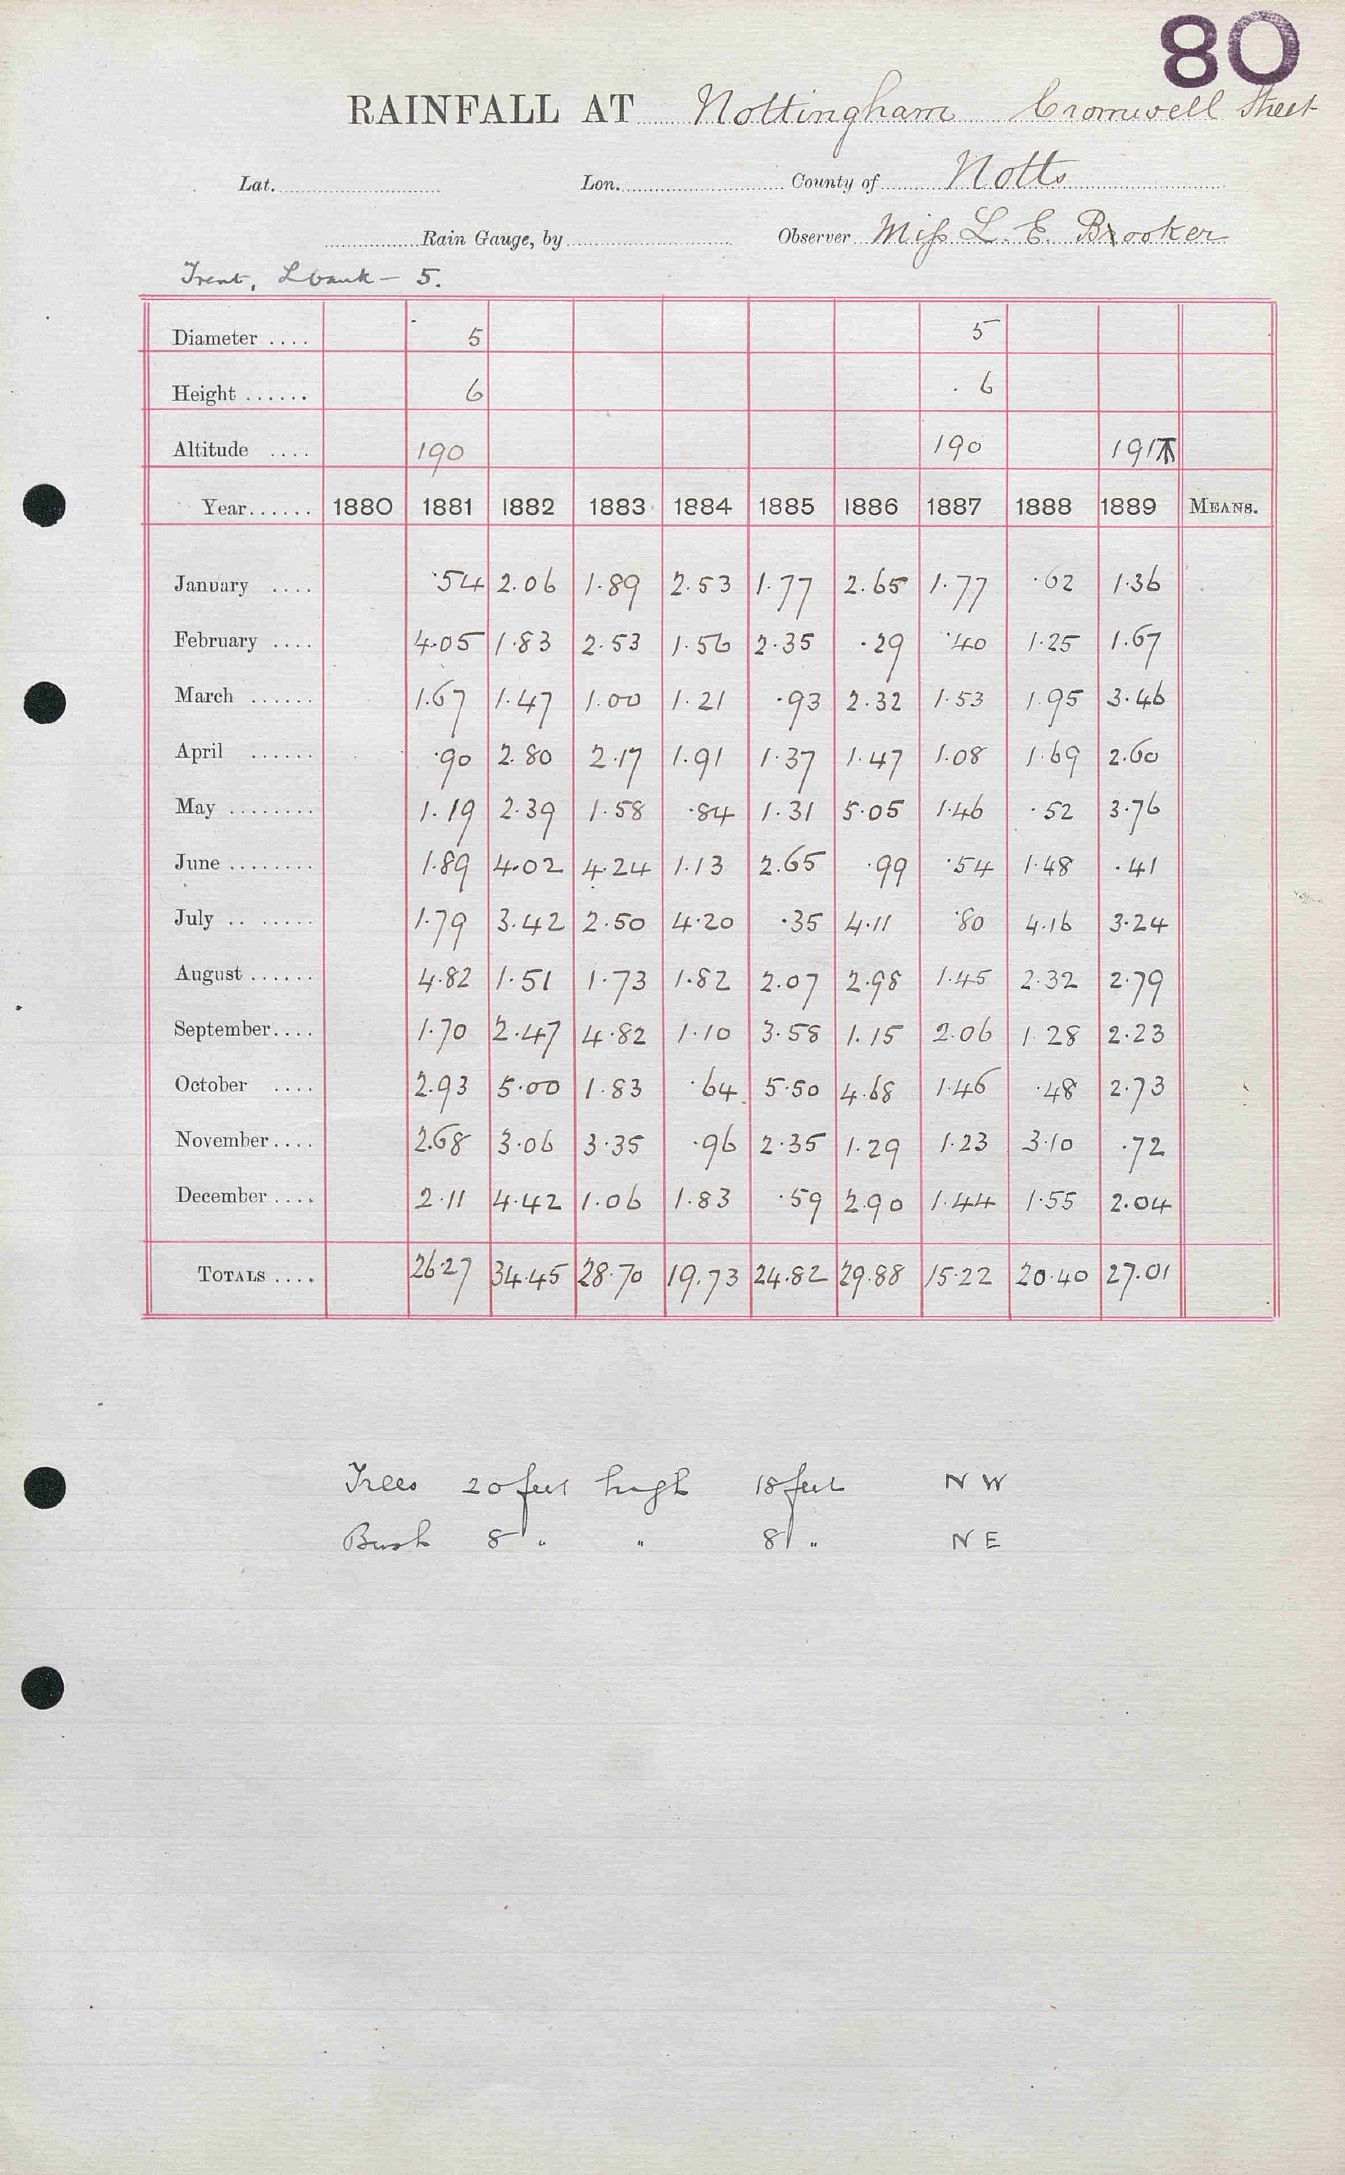 80
RAINFALL AT Nottingham Cromwell Street
Lat. Lon. County of Notts
Rain Gauge, by Observer Miss L. E. Brooker
Trent, L bank – 5.
Diameter .... 5 5
Height ...... 6 6
Altitude .... 190 190 191
Year...... 1880 1881 1882 1883 1884 1885 1886 1887 1888 1889 MEANS.
January .... ·54 2.06 1.89 2.53 1.77 2.65 1.77 ·62 1.36
February .... 4.05 1.83 2.53 1.56 2.35 ·29 ·40 1.25 1.67
March ...... 1.67 1.47 1.00 1.21 ·93 2.32 1.53 1.95 3.46
April ...... ·90 2.80 2.17 1.91 1.37 1.47 1.08 1.69 2.60
May ........ 1.19 2.39 1.58 ·84 1.31 5.05 1.46 ·52 3.76
June ........ 1.89 4.02 4.24 1.13 2.65 ·99 ·54 1.48 ·41
July .. ...... 1.79 3.42 2.50 4.20 ·35 4.11 ·80 4.16 3.24
August ...... 4.82 1.51 1.73 1.82 2.07 2.98 1.45 2.32 2.79
September.... 1.70 2.47 4.82 1.10 3.58 1.15 2.06 1.28 2.23
October .... 2.93 5.00 1.83 ·64 5.50 4.68 1.46 ·48 2.73
November.... 2.68 3.06 3.35 ·96 2.35 1.29 1.23 3.10 ·72
December.... 2.11 4.42 1.06 1.83 ·59 2.90 1.44 1.55 2.04
TOTALS .... 26.27 34.45 28.70 19.73 24.82 29.88 15.22 20.40 27.01
Trees 20 feet high 18 feet N W
Bush 8 " " 8 " N E